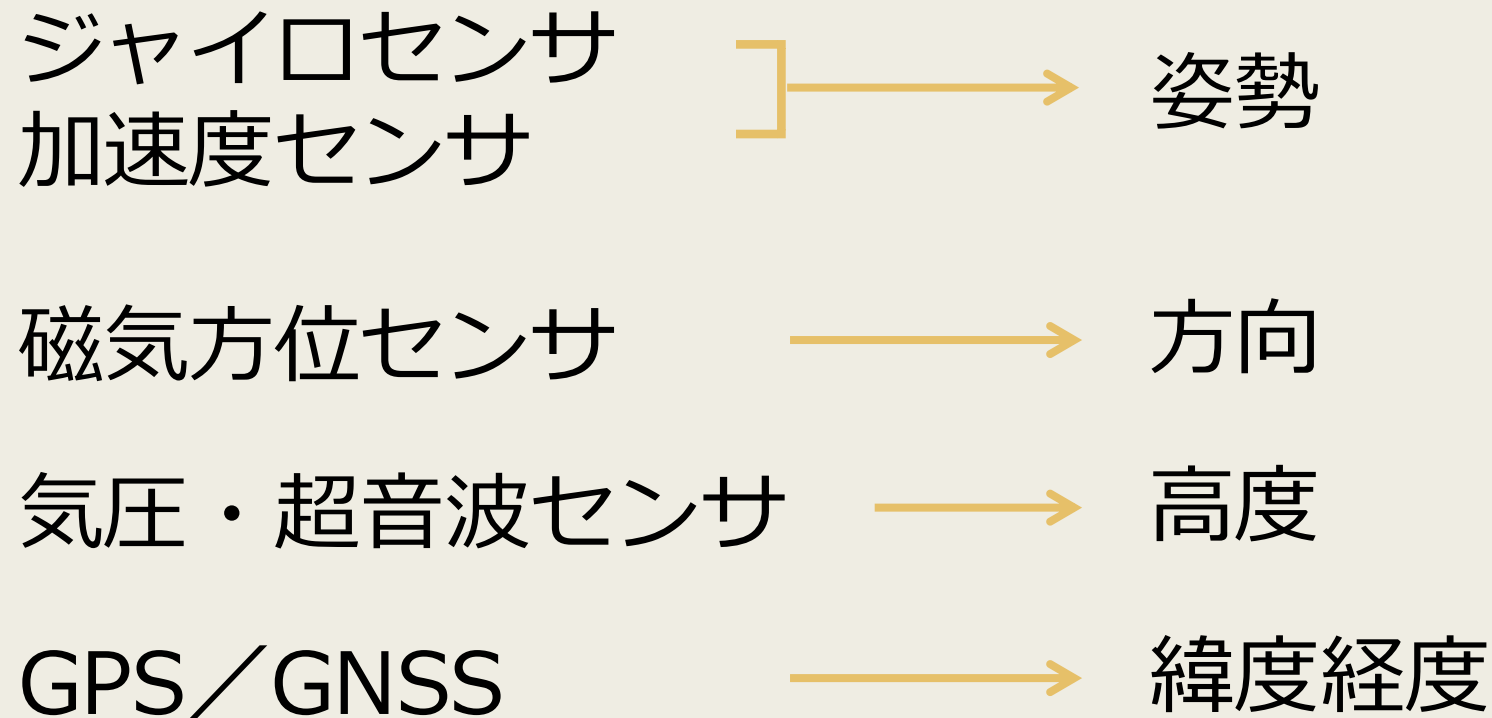 ジャイロセンサ
加速度センサ
姿勢
磁気方位センサ 方向
気圧・超音波センサ 高度
GPS／GNSS 緯度経度